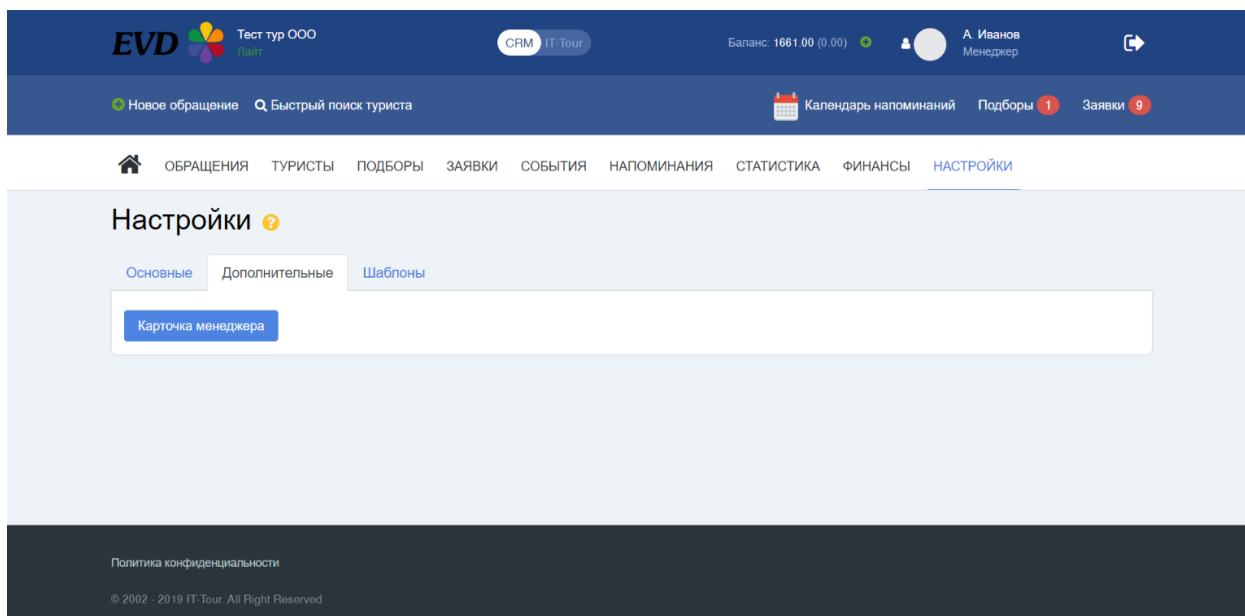 EVD Тест тур ООО
Лайт
CRM IT-Tour
Баланс: 1661.00 (0.00)
А. Иванов
Менеджер
Новое обращение Быстрый поиск туриста
Календарь напоминаний Подборы 1 Заявки 9
ОБРАЩЕНИЯ ТУРИСТЫ ПОДБОРЫ ЗАЯВКИ СОБЫТИЯ НАПОМИНАНИЯ СТАТИСТИКА ФИНАНСЫ НАСТРОЙКИ
Настройки ?
Основные Дополнительные Шаблоны
Карточка менеджера
Политика конфиденциальности
© 2002 - 2019 IT-Tour. All Right Reserved